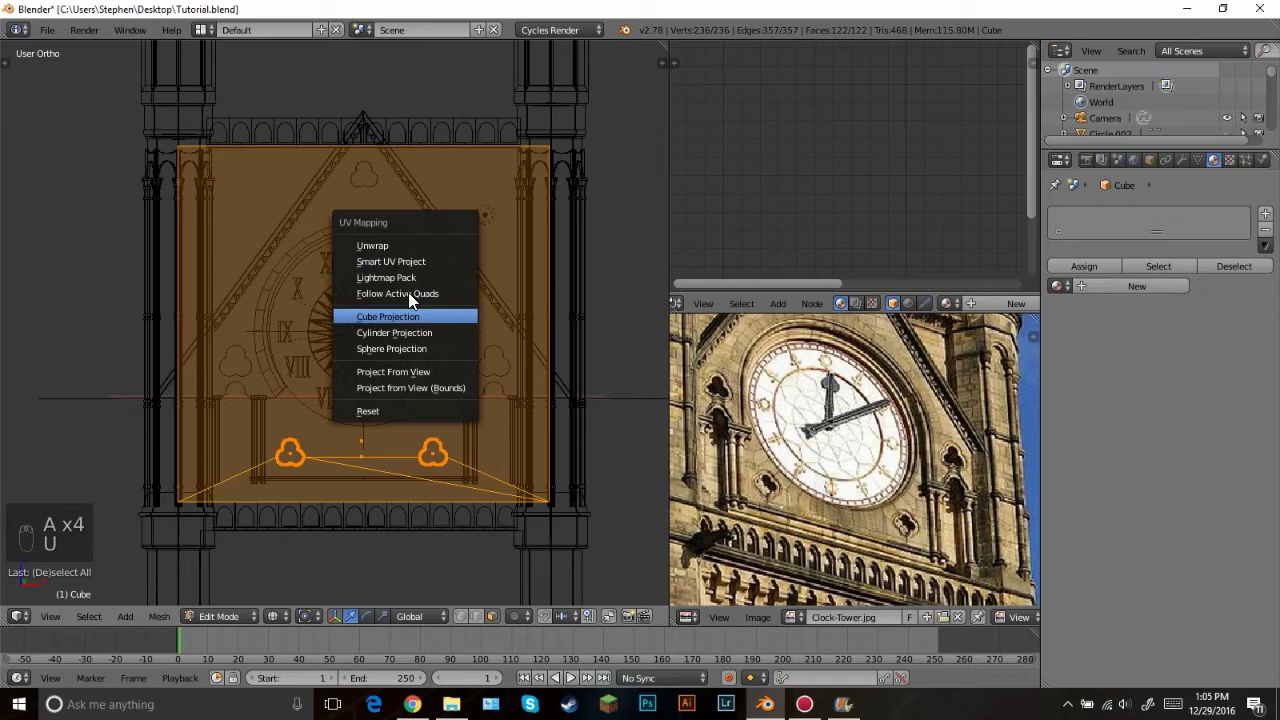 Blender* [C:\Users\Stephen\Desktop\Tutorial.blend]
File Render Window Help Default Scene Cycles Render v2.78 | Verts:236/236 | Edges:357/357 | Faces:122/122 | Tris:468 | Mem:115.80M | Cube
User Ortho
View Search All Scenes
Scene
RenderLayers
World
Camera
Circle.002
Cube
UV Mapping
Unwrap
Smart UV Project
Lightmap Pack
Follow Active Quads
Cube Projection
Cylinder Projection
Sphere Projection
Project From View
Project from View (Bounds)
Reset
Assign Select Deselect
New
View Select Add Node New
X
IX
VIII
A x4
U
Last: (De)select All
(1) Cube
View Select Add Mesh Edit Mode Global
View Image Clock-Tower.jpg F View
-50 -40 -30 -20 -10 0 10 20 30 40 50 60 70 80 90 100 110 120 130 140 150 160 170 180 190 200 210 220 230 240 250 260 270 280
View Marker Frame Playback Start: 1 End: 250 1 No Sync
Ask me anything
Ps Ai Lr
1:05 PM
12/29/2016